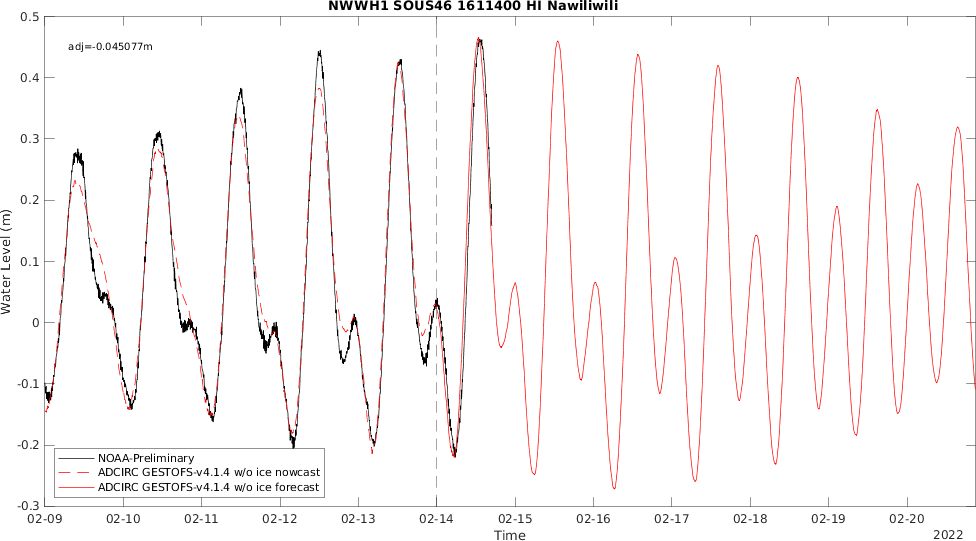 NWWH1 SOUS46 1611400 HI Nawiliwili
adj=-0.045077m
0.5
0.4
0.3
0.2
0.1
0
-0.1
-0.2
-0.3
Water Level (m)
NOAA-Preliminary
ADCIRC GESTOFS-v4.1.4 w/o ice nowcast
ADCIRC GESTOFS-v4.1.4 w/o ice forecast
02-09 02-10 02-11 02-12 02-13 02-14 02-15 02-16 02-17 02-18 02-19 02-20
Time
2022